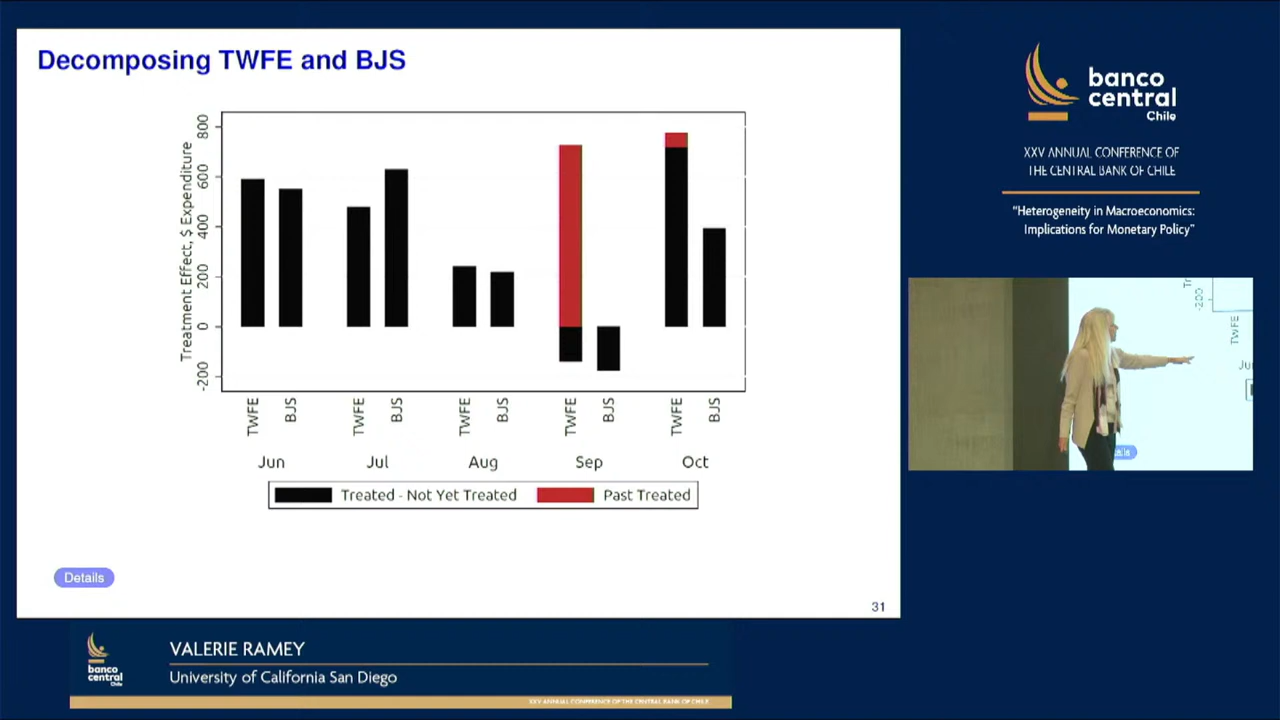 Decomposing TWFE and BJS
Treatment Effect, $ Expenditure
800
600
400
200
0
-200
TWFE
BJS
TWFE
BJS
TWFE
BJS
TWFE
BJS
TWFE
BJS
Jun
Jul
Aug
Sep
Oct
Treated - Not Yet Treated
Past Treated
Details
31
banco
central
Chile
XXV ANNUAL CONFERENCE OF
THE CENTRAL BANK OF CHILE
“Heterogeneity in Macroeconomics:
Implications for Monetary Policy”
-200
TWFE
banco
central
Chile
VALERIE RAMEY
University of California San Diego
XXV ANNUAL CONFERENCE OF THE CENTRAL BANK OF CHILE